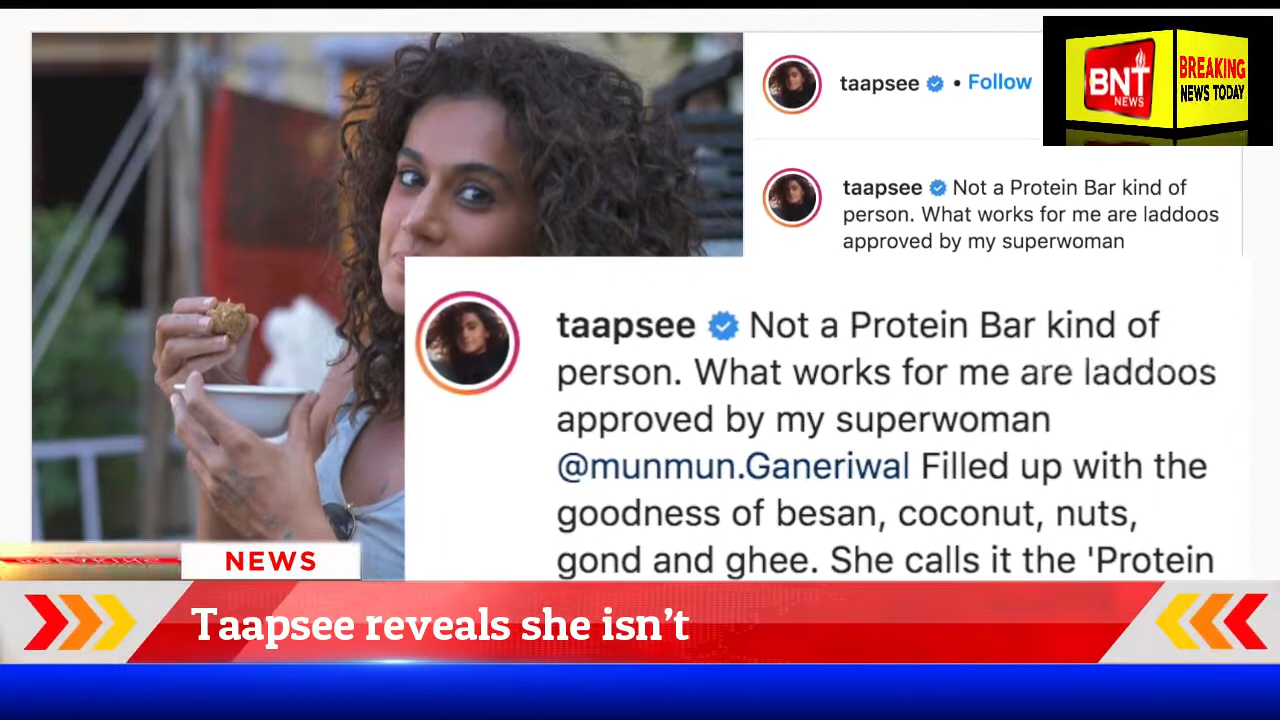 taapsee • Follow
BNT
NEWS
BREAKING
NEWS TODAY
taapsee Not a Protein Bar kind of
person. What works for me are laddoos
approved by my superwoman
taapsee Not a Protein Bar kind of
person. What works for me are laddoos
approved by my superwoman
@munmun.Ganeriwal Filled up with the
goodness of besan, coconut, nuts,
gond and ghee. She calls it the 'Protein
NEWS
Taapsee reveals she isn't